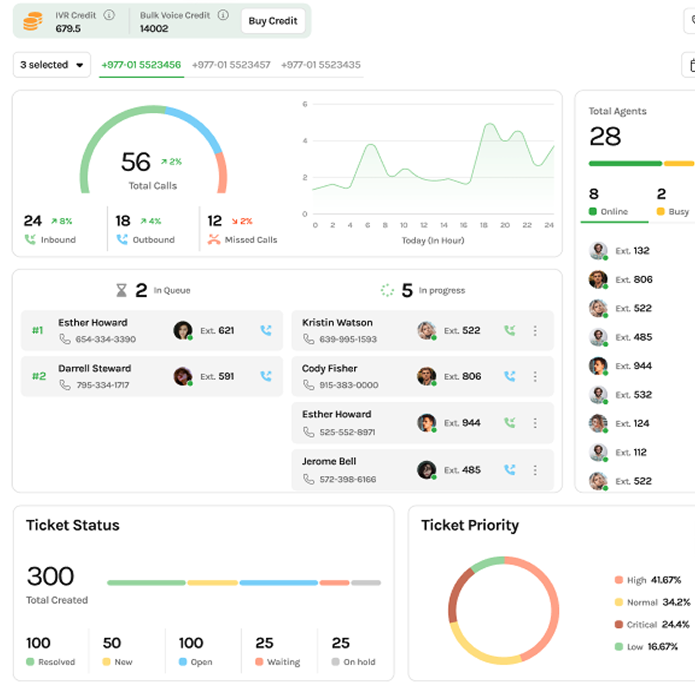 IVR Credit
679.5
Bulk Voice Credit
14002
Buy Credit
3 selected
+977-01 5523456
+977-01 5523457
+977-01 5523435
56
2%
Total Calls
24
8%
Inbound
18
4%
Outbound
12
2%
Missed Calls
6
4
2
0
0 2 4 6 8 10 12 14 16 18 20 22 24
Today (In Hour)
Total Agents
28
8
Online
2
Busy
Ext. 132
Ext. 806
Ext. 522
Ext. 485
Ext. 944
Ext. 532
Ext. 124
Ext. 112
Ext. 522
2 In Queue
#1
Esther Howard
654-334-3390
Ext. 621
#2
Darrell Steward
795-334-1717
Ext. 591
5 In progress
Kristin Watson
639-995-1593
Ext. 522
Cody Fisher
915-383-0000
Ext. 806
Esther Howard
525-552-8971
Ext. 944
Jerome Bell
572-398-6166
Ext. 485
Ticket Status
300
Total Created
100
Resolved
50
New
100
Open
25
Waiting
25
On hold
Ticket Priority
High 41.67%
Normal 34.2%
Critical 24.4%
Low 16.67%